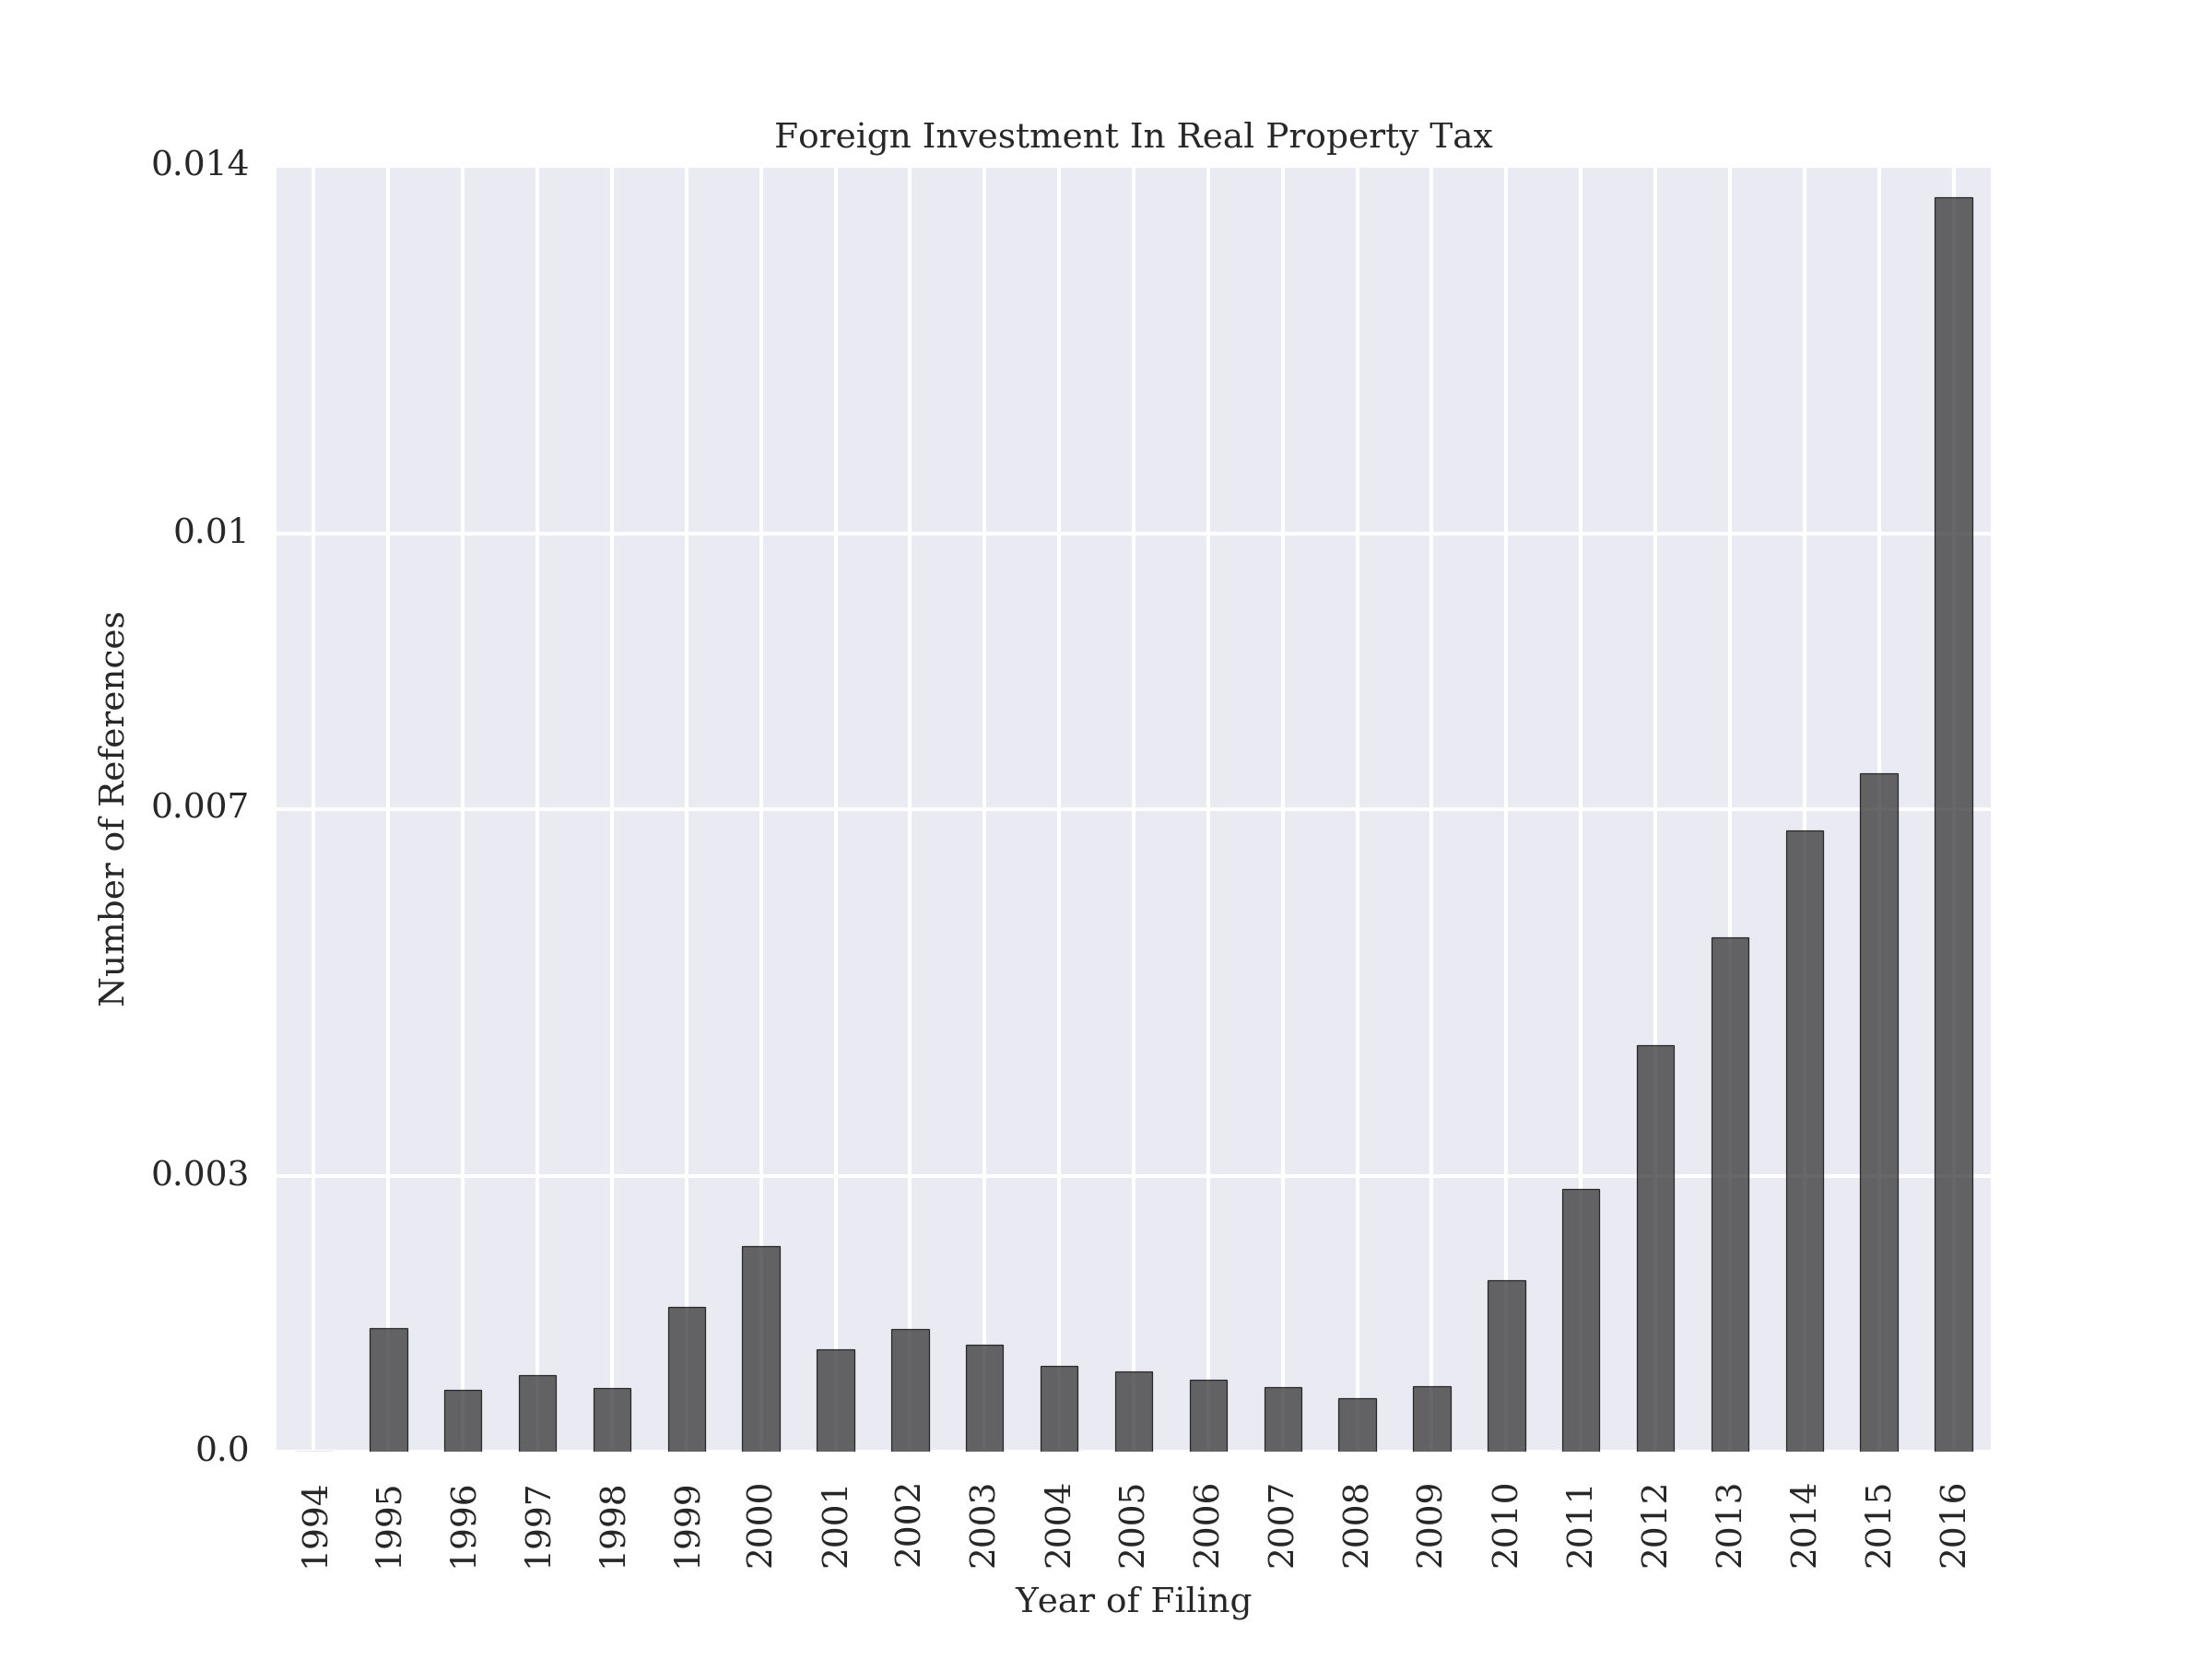 Foreign Investment In Real Property Tax
0.014
0.01
0.007
0.003
0.0
Number of References
1994 1995 1996 1997 1998 1999 2000 2001 2002 2003 2004 2005 2006 2007 2008 2009 2010 2011 2012 2013 2014 2015 2016
Year of Filing